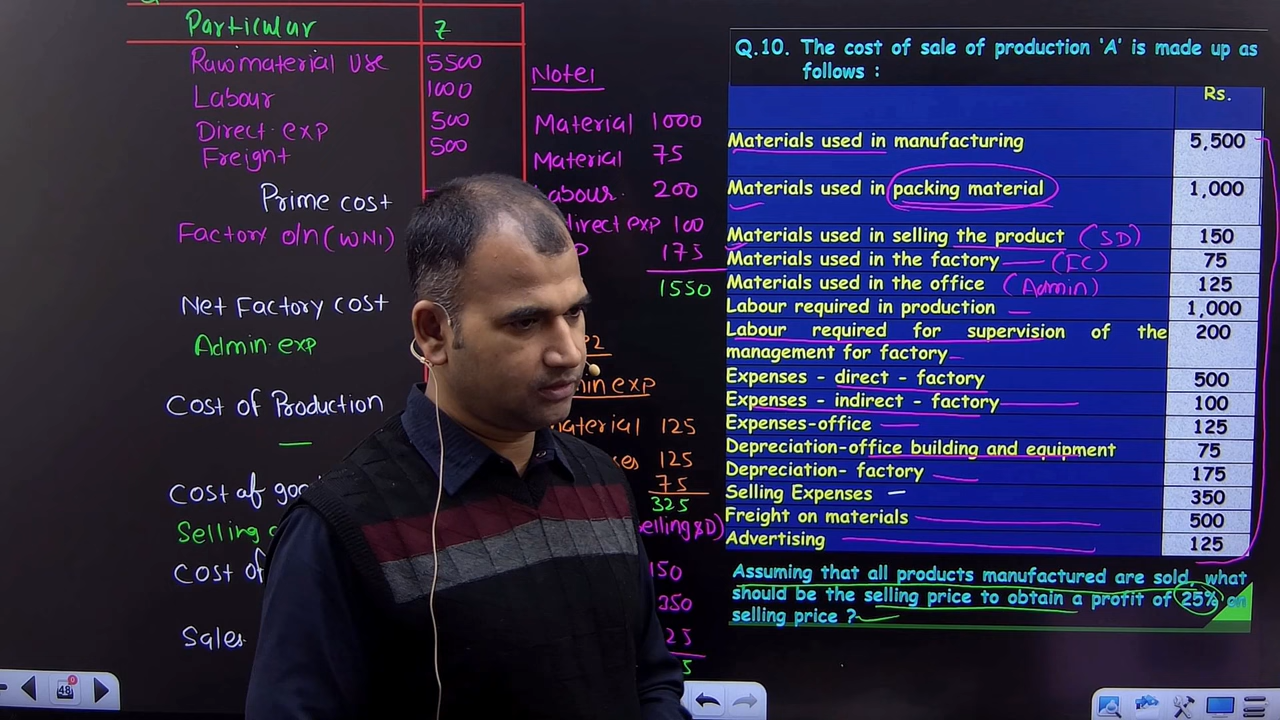 Particular ₹
Raw material Use 5500
Labour 1000
Direct exp 500
Freight 500
Prime cost
Factory o/h (WN1)
Net Factory cost
Admin exp
Cost of Production
Cost of
Selling
Cost of
Sales
Note1
Material 1000
Material 75
Labour. 200
direct exp 100
175
1550
exp
125
125
75
325
Selling & D)
150
350
Q.10. The cost of sale of production 'A' is made up as
follows :
Rs.
Materials used in manufacturing 5,500
Materials used in packing material 1,000
Materials used in selling the product (SD) 150
Materials used in the factory (FC) 75
Materials used in the office (Admin) 125
Labour required in production 1,000
Labour required for supervision of the 200
management for factory
Expenses - direct - factory 500
Expenses - indirect - factory 100
Expenses-office 125
Depreciation-office building and equipment 75
Depreciation- factory 175
Selling Expenses 350
Freight on materials 500
Advertising 125
Assuming that all products manufactured are sold, what
should be the selling price to obtain a profit of 25% on
selling price ?
48